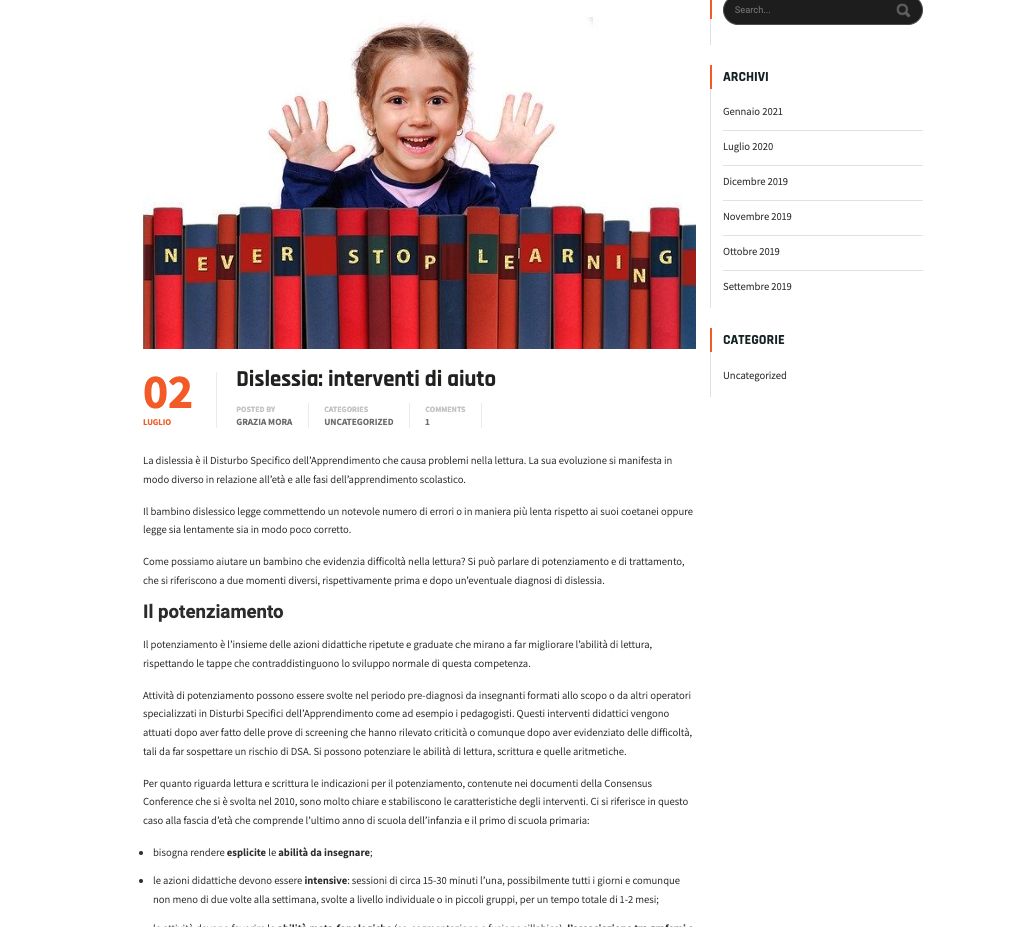 Search...
NEVER STOP LEARNING
02
LUGLIO
Dislessia: interventi di aiuto
POSTED BY
GRAZIA MORA
CATEGORIES
UNCATEGORIZED
COMMENTS
1
La dislessia è il Disturbo Specifico dell'Apprendimento che causa problemi nella lettura. La sua evoluzione si manifesta in
modo diverso in relazione all'età e alle fasi dell'apprendimento scolastico.
Il bambino dislessico legge commettendo un notevole numero di errori o in maniera più lenta rispetto ai suoi coetanei oppure
legge sia lentamente sia in modo poco corretto.
Come possiamo aiutare un bambino che evidenzia difficoltà nella lettura? Si può parlare di potenziamento e di trattamento,
che si riferiscono a due momenti diversi, rispettivamente prima e dopo un'eventuale diagnosi di dislessia.
Il potenziamento
Il potenziamento è l'insieme delle azioni didattiche ripetute e graduate che mirano a far migliorare l'abilità di lettura,
rispettando le tappe che contraddistinguono lo sviluppo normale di questa competenza.
Attività di potenziamento possono essere svolte nel periodo pre-diagnosi da insegnanti formati allo scopo o da altri operatori
specializzati in Disturbi Specifici dell'Apprendimento come ad esempio i pedagogisti. Questi interventi didattici vengono
attuati dopo aver fatto delle prove di screening che hanno rilevato criticità o comunque dopo aver evidenziato delle difficoltà,
tali da far sospettare un rischio di DSA. Si possono potenziare le abilità di lettura, scrittura e quelle aritmetiche.
Per quanto riguarda lettura e scrittura le indicazioni per il potenziamento, contenute nei documenti della Consensus
Conference che si è svolta nel 2010, sono molto chiare e stabiliscono le caratteristiche degli interventi. Ci si riferisce in questo
caso alla fascia d'età che comprende l'ultimo anno di scuola dell'infanzia e il primo di scuola primaria:
bisogna rendere esplicite le abilità da insegnare;
le azioni didattiche devono essere intensive: sessioni di circa 15-30 minuti l'una, possibilmente tutti i giorni e comunque
non meno di due volte alla settimana, svolte a livello individuale o in piccoli gruppi, per un tempo totale di 1-2 mesi;
ARCHIVI
Gennaio 2021
Luglio 2020
Dicembre 2019
Novembre 2019
Ottobre 2019
Settembre 2019
CATEGORIE
Uncategorized